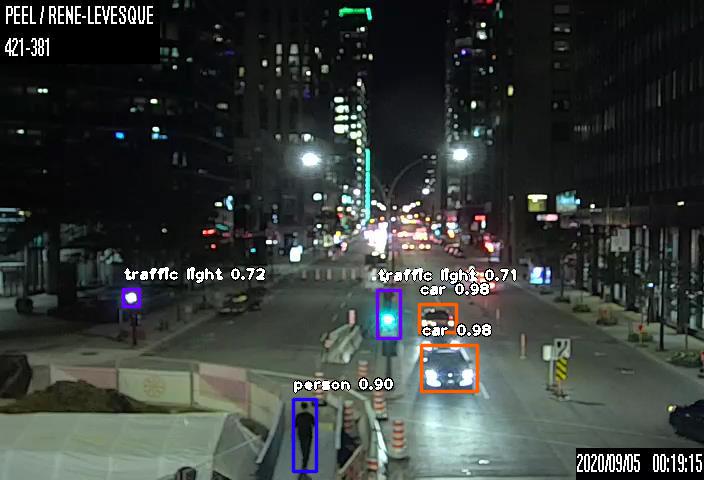 PEEL / RENE-LEVESQUE
421-381
traffic light 0.72
traffic light 0.71
car 0.98
car 0.98
person 0.90
2020/09/05 00:19:15